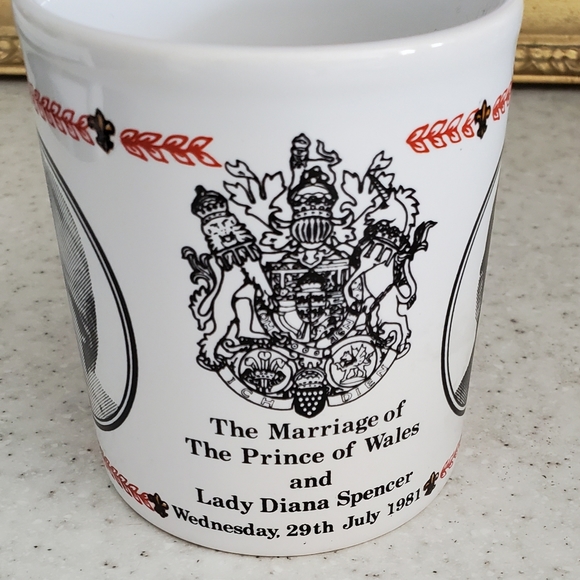 ICH DIEN
The Marriage of
The Prince of Wales
and
Lady Diana Spencer
Wednesday, 29th July 1981